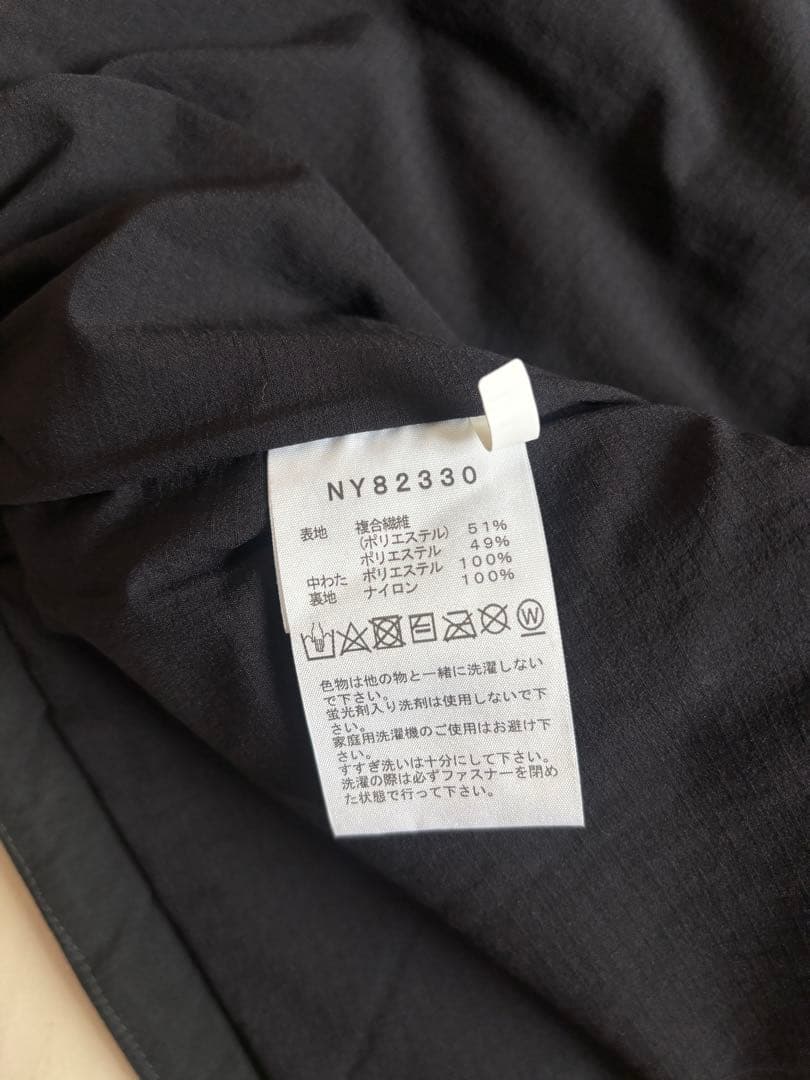 NY82330
表地 複合繊維
(ポリエステル) 51%
ポリエステル 49%
中わた ポリエステル 100%
裏地 ナイロン 100%
W
色物は他の物と一緒に洗濯しない
で下さい。
蛍光剤入り洗剤は使用しないで下
さい。
家庭用洗濯機のご使用はお避け下
さい。
すすぎ洗いは十分にして下さい。
洗濯の際は必ずファスナーを閉め
た状態で行って下さい。